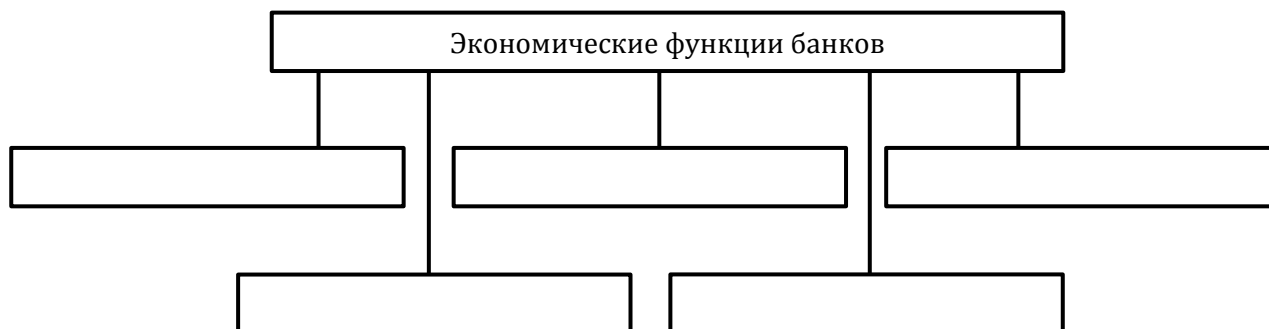 Экономические функции банков